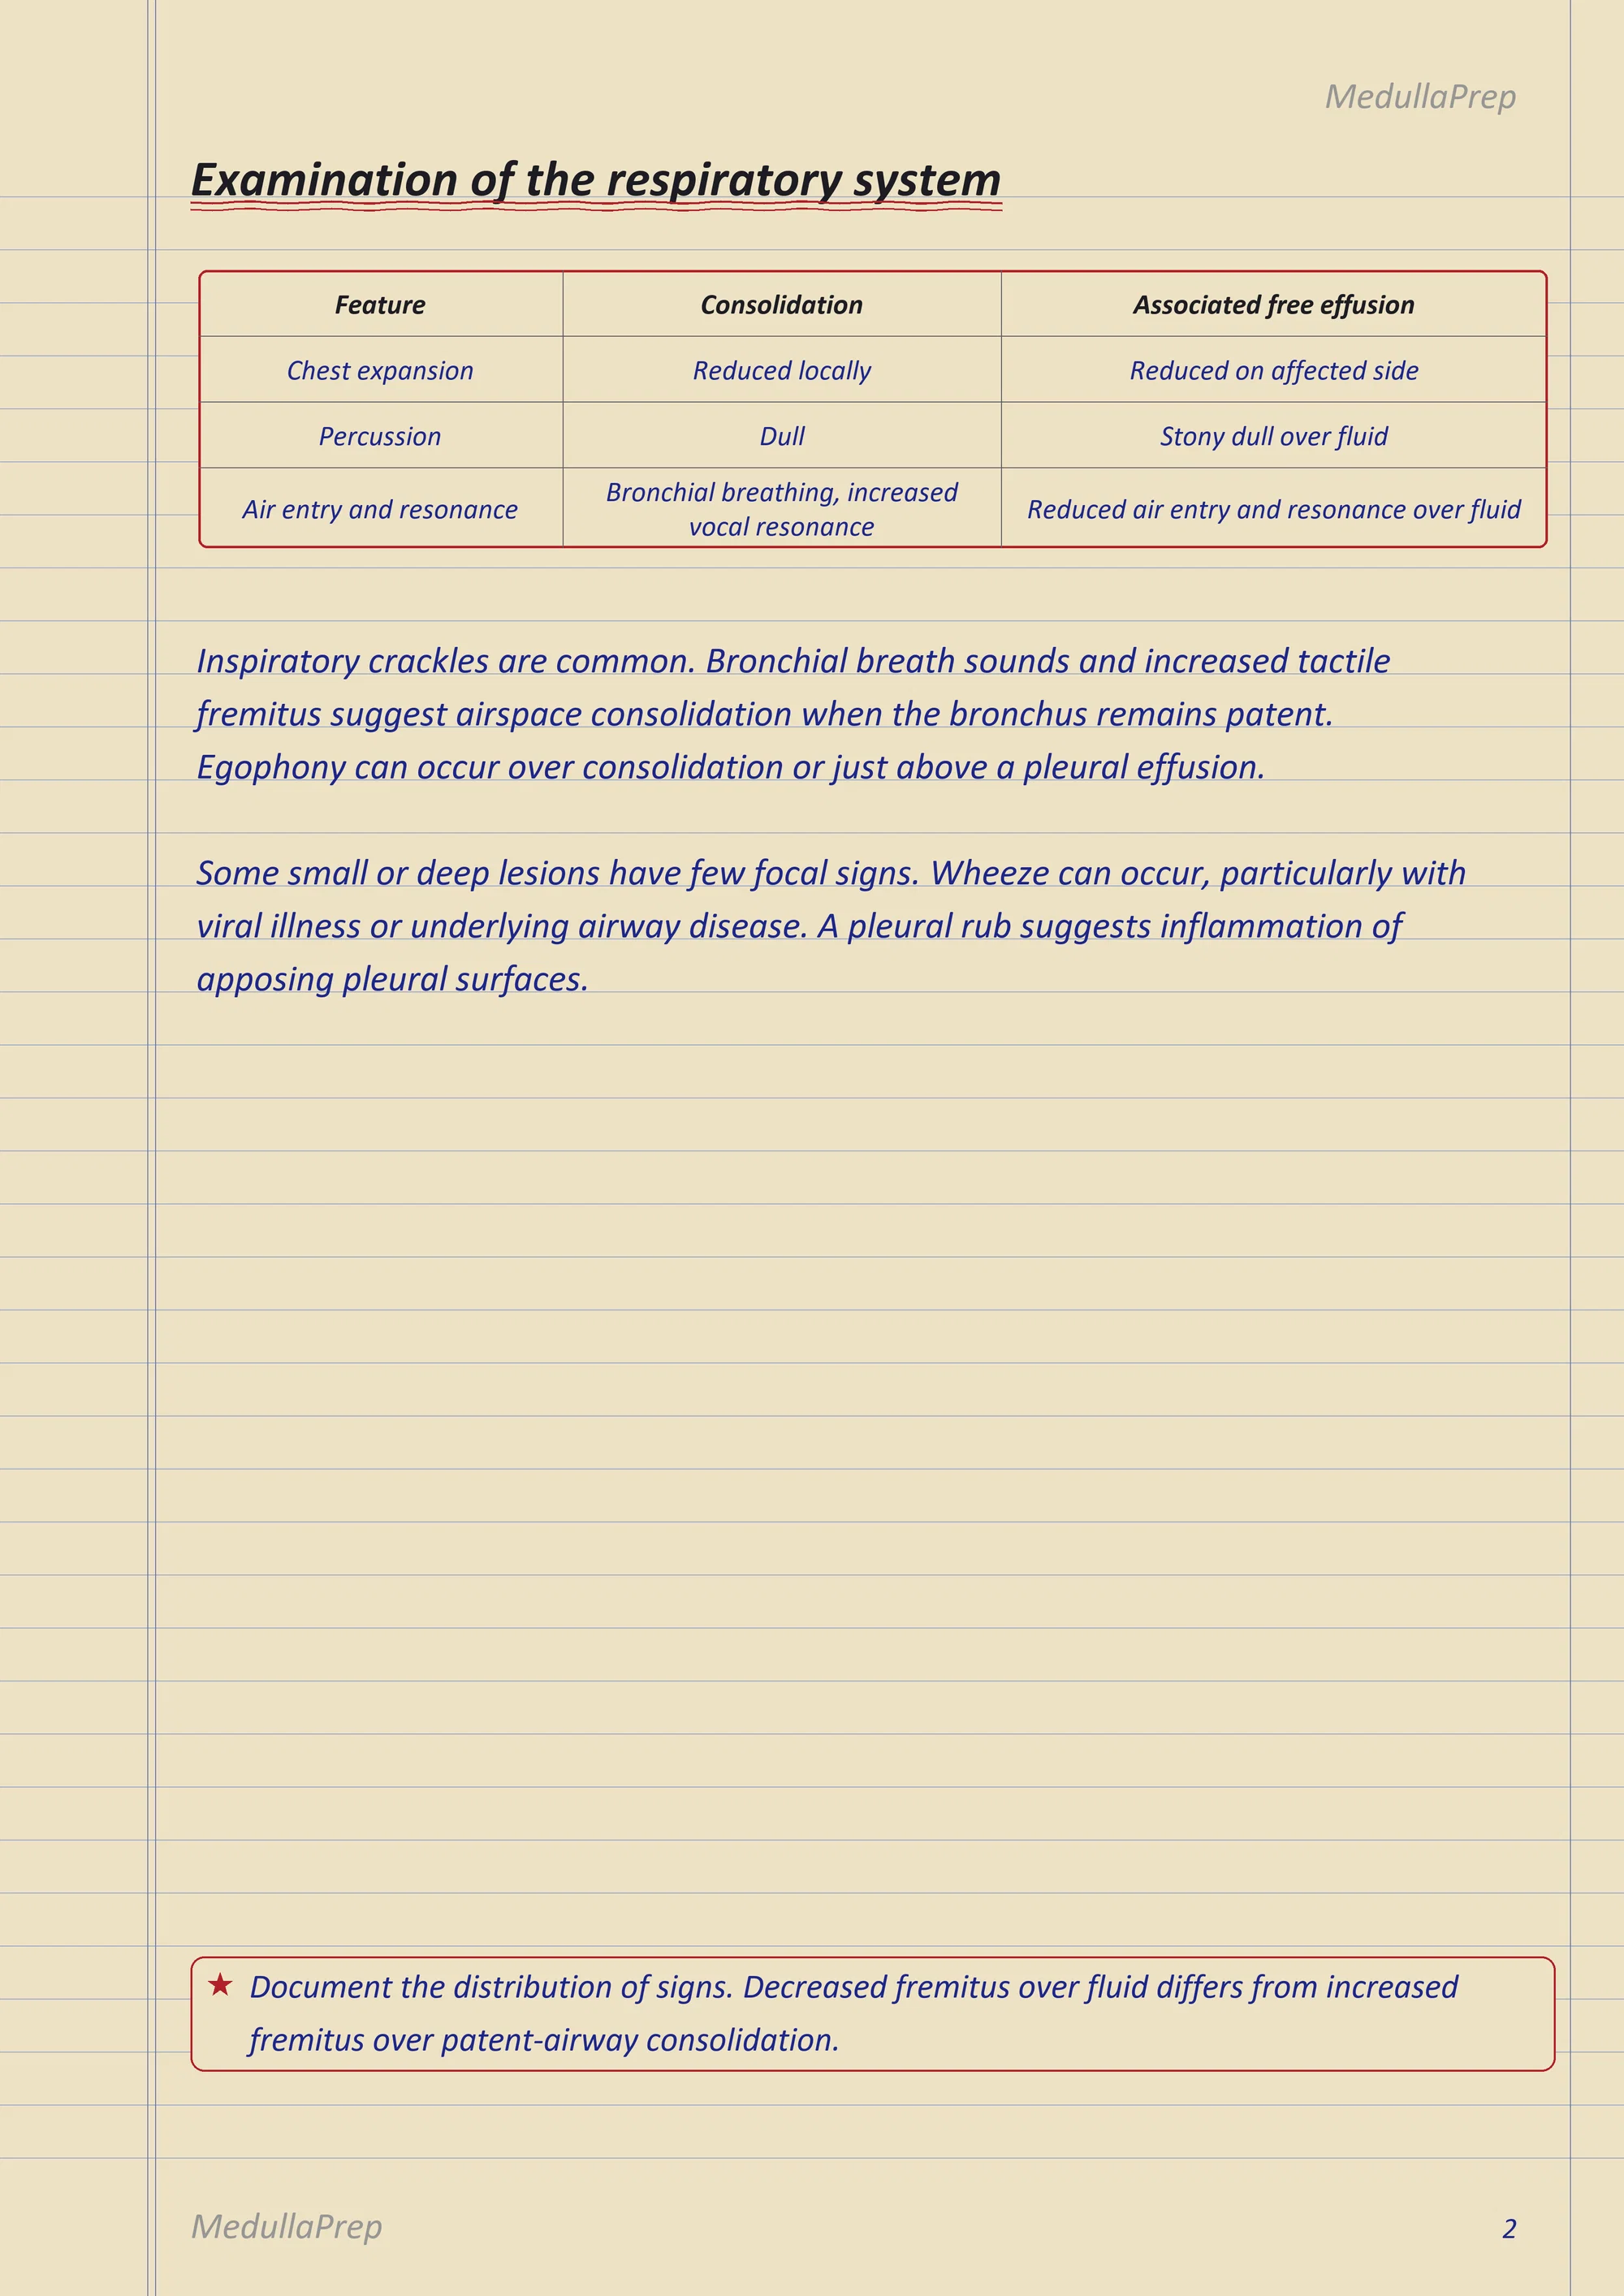 MedullaPrep
Examination of the respiratory system
Feature Consolidation Associated free effusion
Chest expansion Reduced locally Reduced on affected side
Percussion Dull Stony dull over fluid
Air entry and resonance Bronchial breathing, increased vocal resonance Reduced air entry and resonance over fluid
Inspiratory crackles are common. Bronchial breath sounds and increased tactile
fremitus suggest airspace consolidation when the bronchus remains patent.
Egophony can occur over consolidation or just above a pleural effusion.
Some small or deep lesions have few focal signs. Wheeze can occur, particularly with
viral illness or underlying airway disease. A pleural rub suggests inflammation of
apposing pleural surfaces.
★ Document the distribution of signs. Decreased fremitus over fluid differs from increased
fremitus over patent-airway consolidation.
MedullaPrep 2